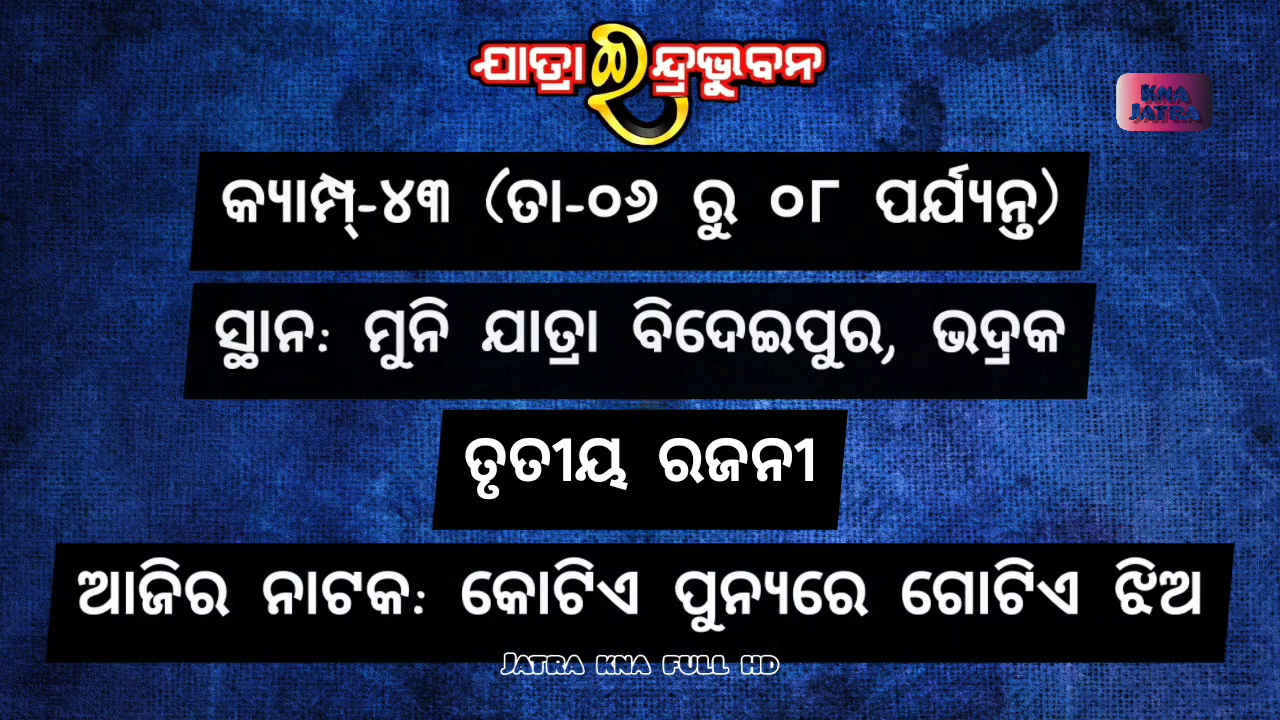 ଯାତ୍ରା ଇନ୍ଦ୍ରଭୁବନ
KNA
JATRA
କ୍ୟାମ୍ପ୍-୪୩ (ତା-୦୬ ରୁ ୦୮ ପର୍ଯ୍ୟନ୍ତ)
ସ୍ଥାନ: ମୁନି ଯାତ୍ରା ବିଦେଇପୁର, ଭଦ୍ରକ
ତୃତୀୟ ରଜନୀ
ଆଜିର ନାଟକ: କୋଟିଏ ପୁନ୍ୟରେ ଗୋଟିଏ ଝିଅ
JATRA KNA FULL HD